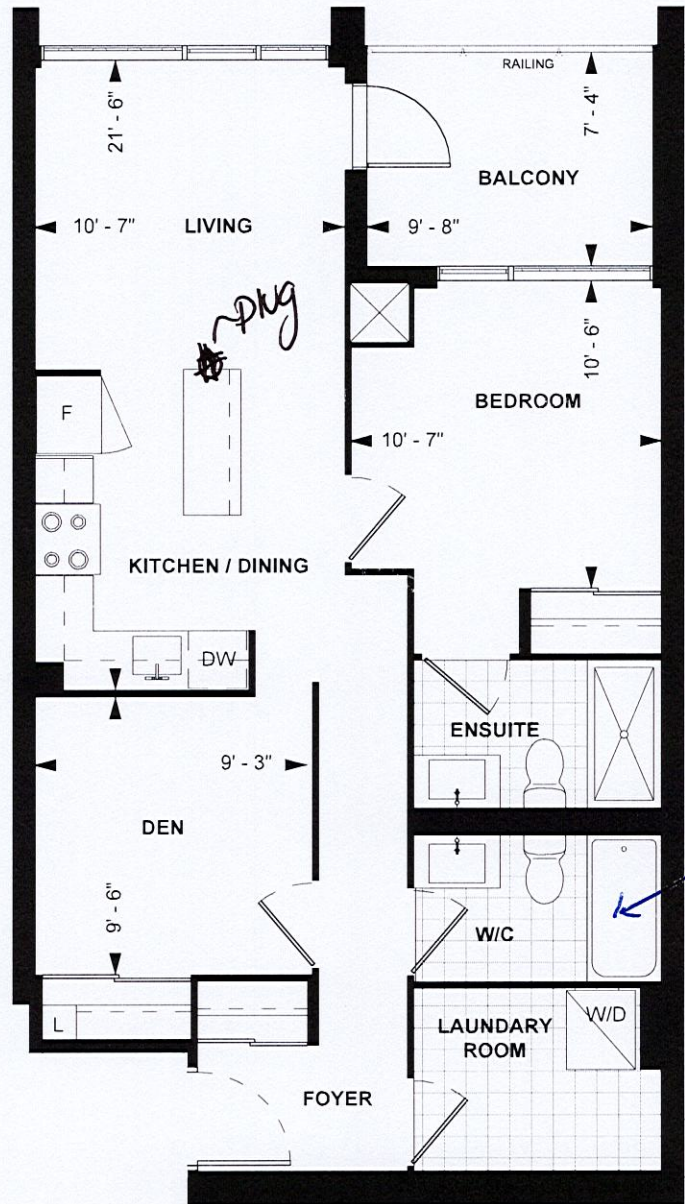 RAILING
21' - 6"
7' - 4"
BALCONY
10' - 7"
LIVING
9' - 8"
plug
10' - 6"
F
BEDROOM
10' - 7"
KITCHEN / DINING
DW
ENSUITE
9' - 3"
DEN
9' - 6"
W/C
L
W/D
LAUNDARY
ROOM
FOYER